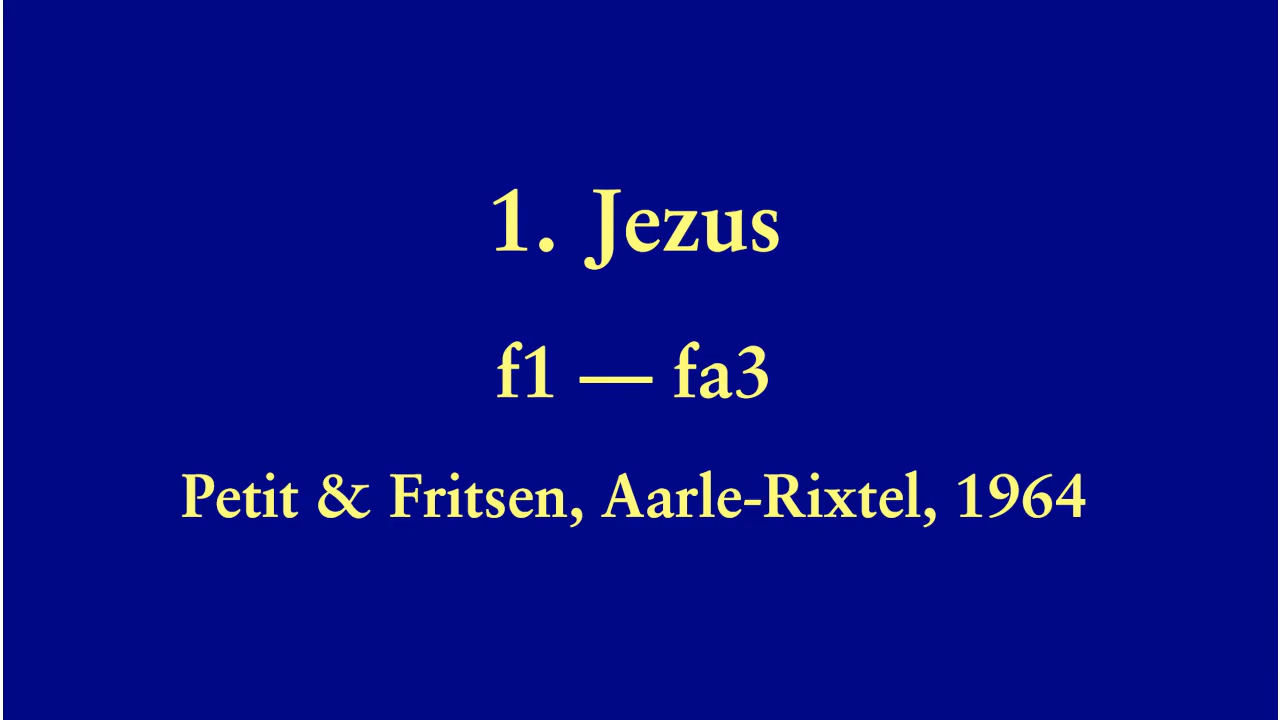 1. Jezus
f1 — fa3
Petit & Fritsen, Aarle-Rixtel, 1964